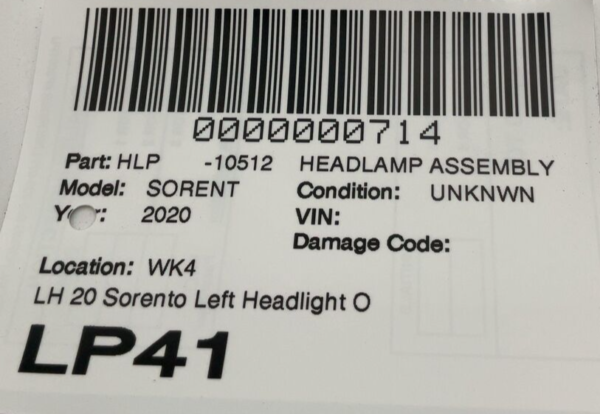 0000000714
Part: HLP -10512 HEADLAMP ASSEMBLY
Model: SORENT Condition: UNKNWN
Year: 2020 VIN:
Damage Code:
Location: WK4
LH 20 Sorento Left Headlight O
LP41